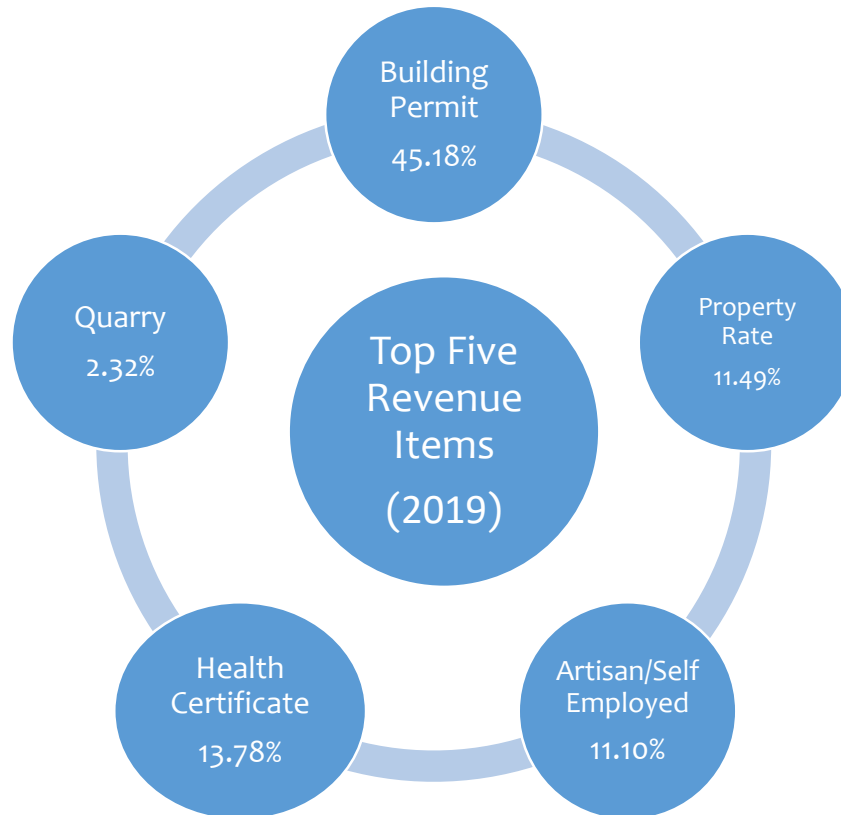 Building
Permit
45.18%
Property
Rate
11.49%
Artisan/Self
Employed
11.10%
Health
Certificate
13.78%
Quarry
2.32%
Top Five
Revenue
Items
(2019)